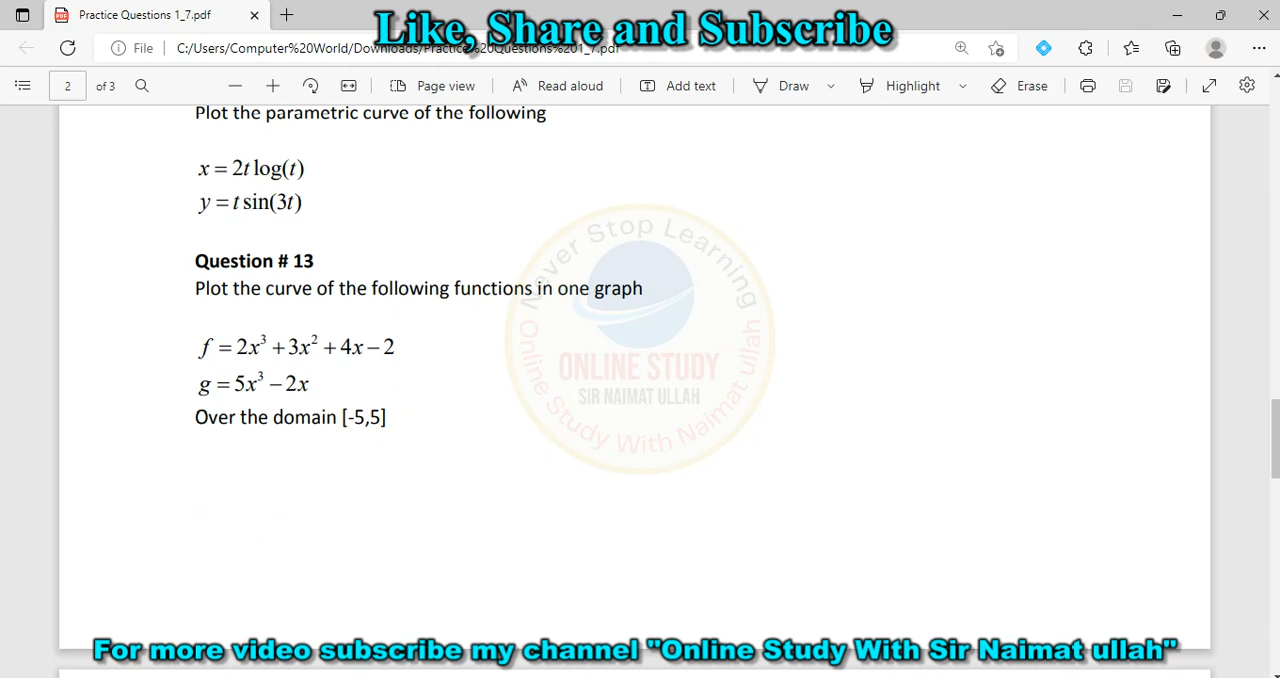 Practice Questions 1_7.pdf
Like, Share and Subscribe
File
C:/Users/Computer%20World/Downloads/Practice%20Questions%201_7.pdf
2 of 3
Page view
Read aloud
Add text
Draw
Highlight
Erase
Plot the parametric curve of the following
x = 2t log(t)
y = t sin(3t)
Question # 13
Plot the curve of the following functions in one graph
f = 2x³ + 3x² + 4x − 2
g = 5x³ − 2x
Over the domain [-5,5]
Never Stop Learning
ONLINE STUDY
SIR NAIMAT ULLAH
Online Study With Naimat ullah
For more video subscribe my channel "Online Study With Sir Naimat ullah"